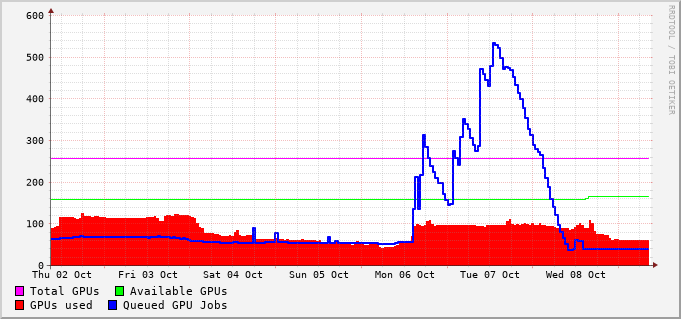 RRDTOOL / TOBI OETIKER
600
500
400
300
200
100
0
Thu 02 Oct Fri 03 Oct Sat 04 Oct Sun 05 Oct Mon 06 Oct Tue 07 Oct Wed 08 Oct
Total GPUs Available GPUs
GPUs used Queued GPU Jobs